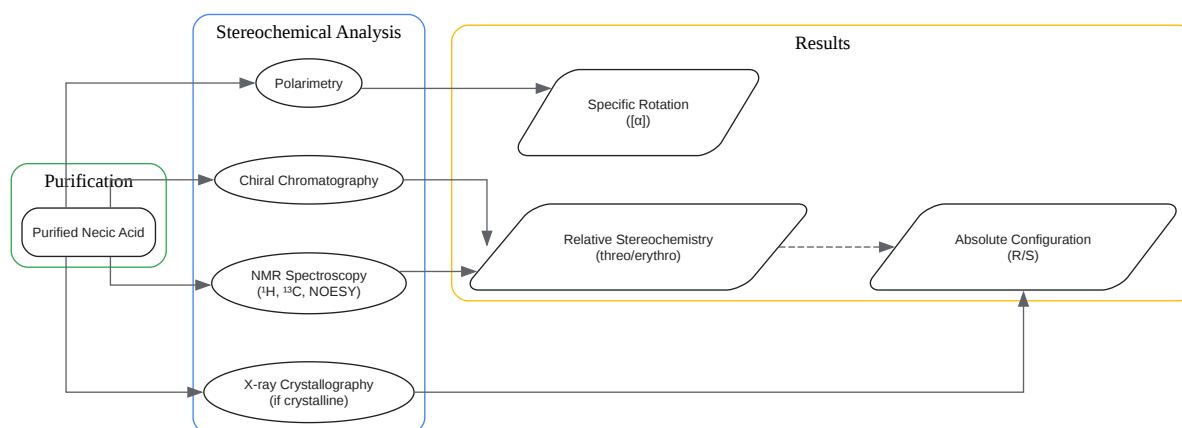 Stereochemical Analysis
Results
Polarimetry
Specific Rotation
([α])
Purification
Chiral Chromatography
Purified Necic Acid
Relative Stereochemistry
(threo/erythro)
Absolute Configuration
(R/S)
NMR Spectroscopy
(¹H, ¹³C, NOESY)
X-ray Crystallography
(if crystalline)